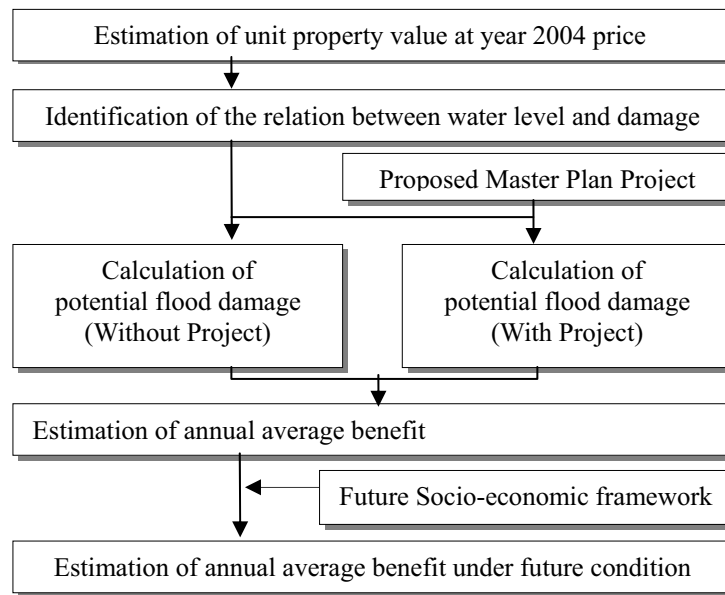 Estimation of unit property value at year 2004 price
Identification of the relation between water level and damage
Proposed Master Plan Project
Calculation of
potential flood damage
(Without Project)
Calculation of
potential flood damage
(With Project)
Estimation of annual average benefit
Future Socio-economic framework
Estimation of annual average benefit under future condition